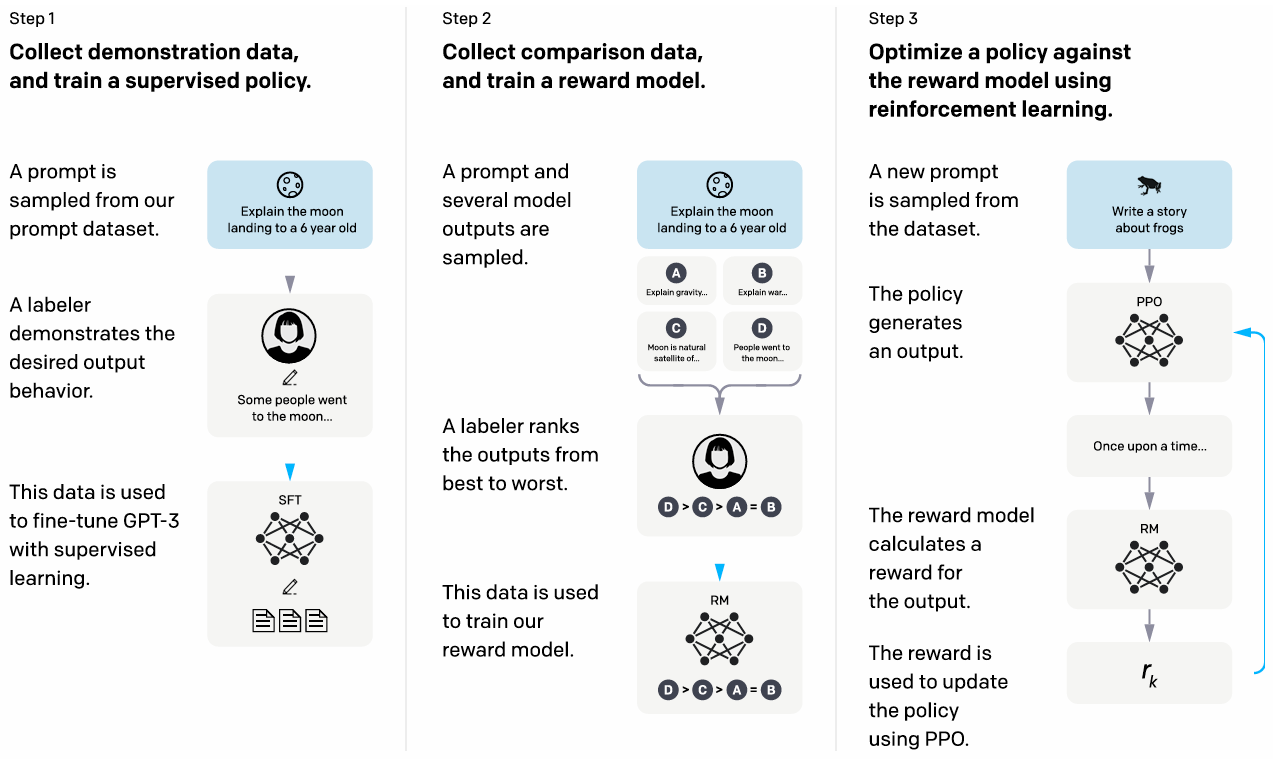 Step 1
Collect demonstration data,
and train a supervised policy.
A prompt is
sampled from our
prompt dataset.
Explain the moon
landing to a 6 year old
A labeler
demonstrates the
desired output
behavior.
Some people went
to the moon...
This data is used
to fine-tune GPT-3
with supervised
learning.
SFT
Step 2
Collect comparison data,
and train a reward model.
A prompt and
several model
outputs are
sampled.
Explain the moon
landing to a 6 year old
A
Explain gravity...
B
Explain war...
C
Moon is natural
satellite of...
D
People went to
the moon...
A labeler ranks
the outputs from
best to worst.
D > C > A = B
This data is used
to train our
reward model.
RM
D > C > A = B
Step 3
Optimize a policy against
the reward model using
reinforcement learning.
A new prompt
is sampled from
the dataset.
Write a story
about frogs
The policy
generates
an output.
PPO
Once upon a time...
The reward model
calculates a
reward for
the output.
RM
The reward is
used to update
the policy
using PPO.
r_k